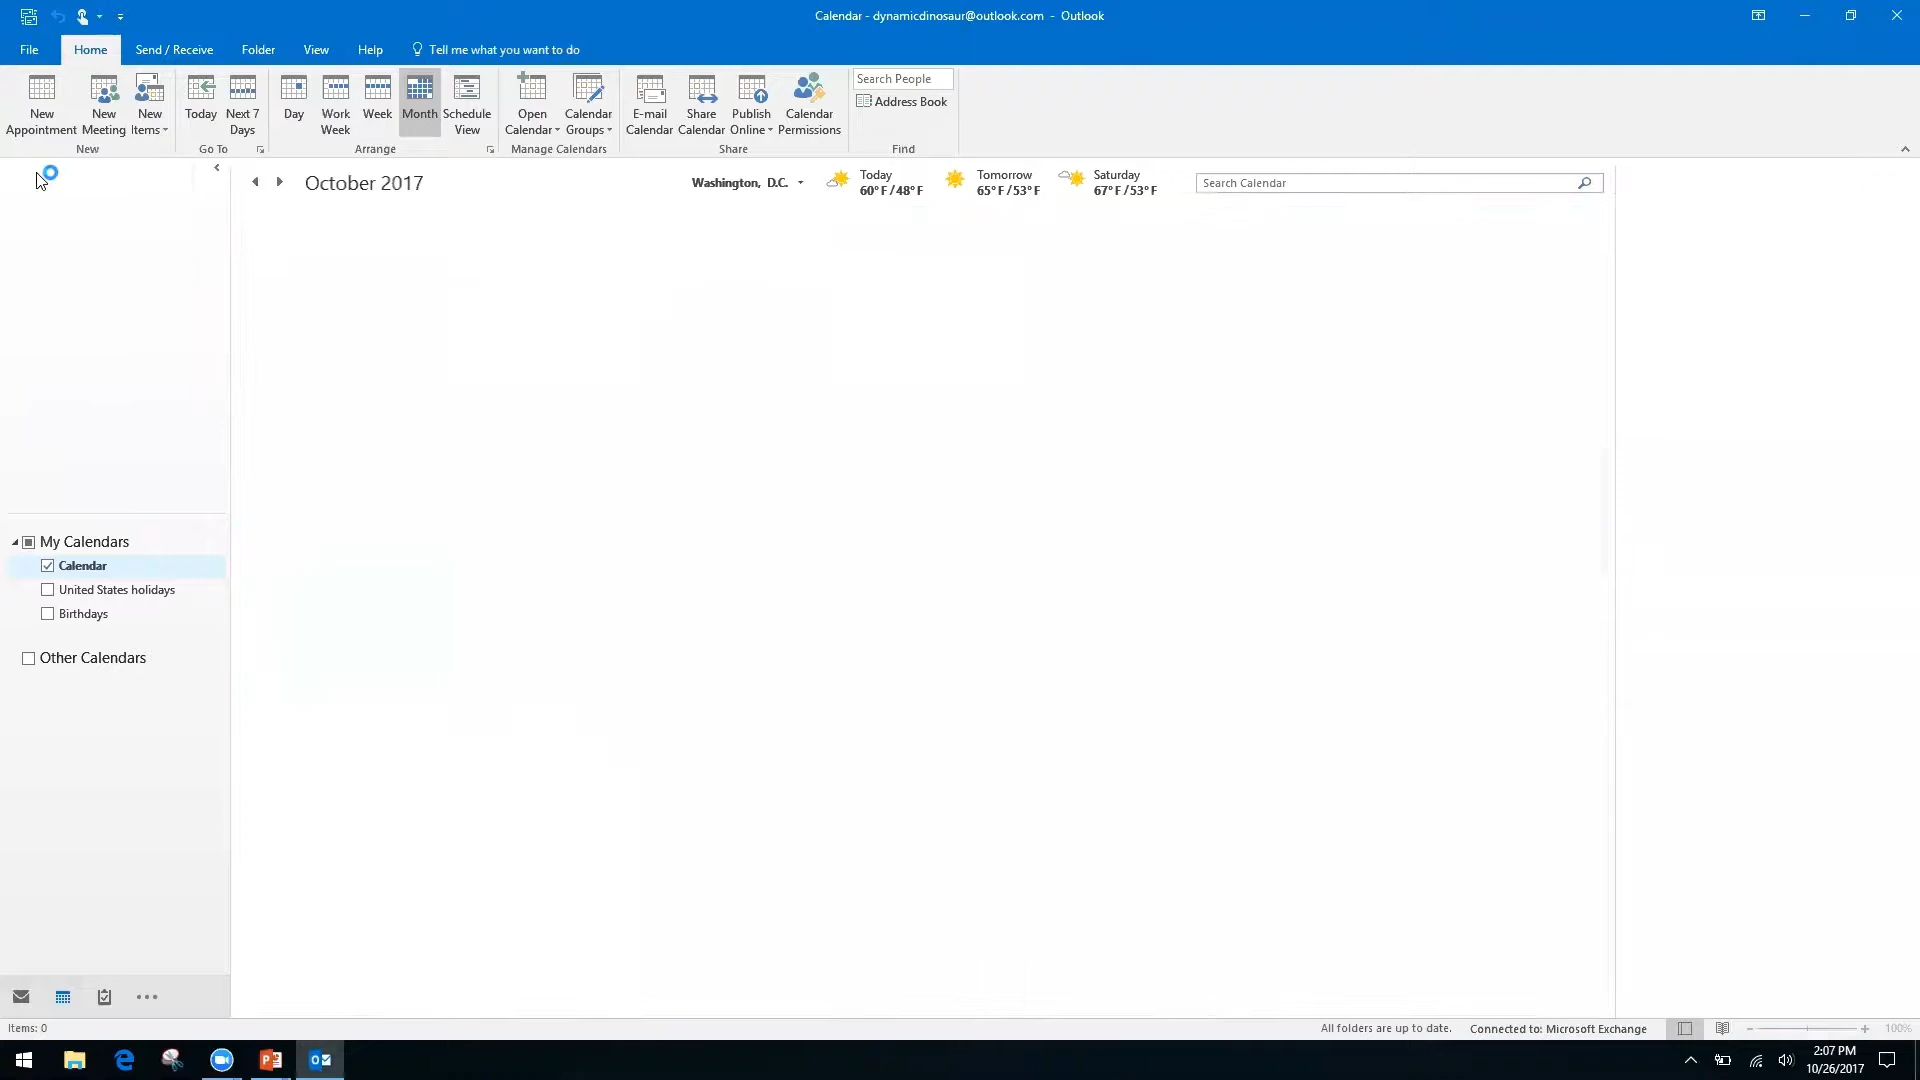 Calendar - dynamicdinosaur@outlook.com - Outlook
File Home Send / Receive Folder View Help Tell me what you want to do
New Appointment
New Meeting
New Items
New
Today
Next 7 Days
Go To
Day
Work Week
Week
Month
Schedule View
Arrange
Open Calendar
Calendar Groups
Manage Calendars
E-mail Calendar
Share Calendar
Publish Online
Calendar Permissions
Share
Search People
Address Book
Find
October 2017
Washington, D.C.
Today
60°F/48°F
Tomorrow
65°F/53°F
Saturday
67°F/53°F
Search Calendar
My Calendars
Calendar
United States holidays
Birthdays
Other Calendars
Items: 0
All folders are up to date. Connected to: Microsoft Exchange
100%
2:07 PM
10/26/2017